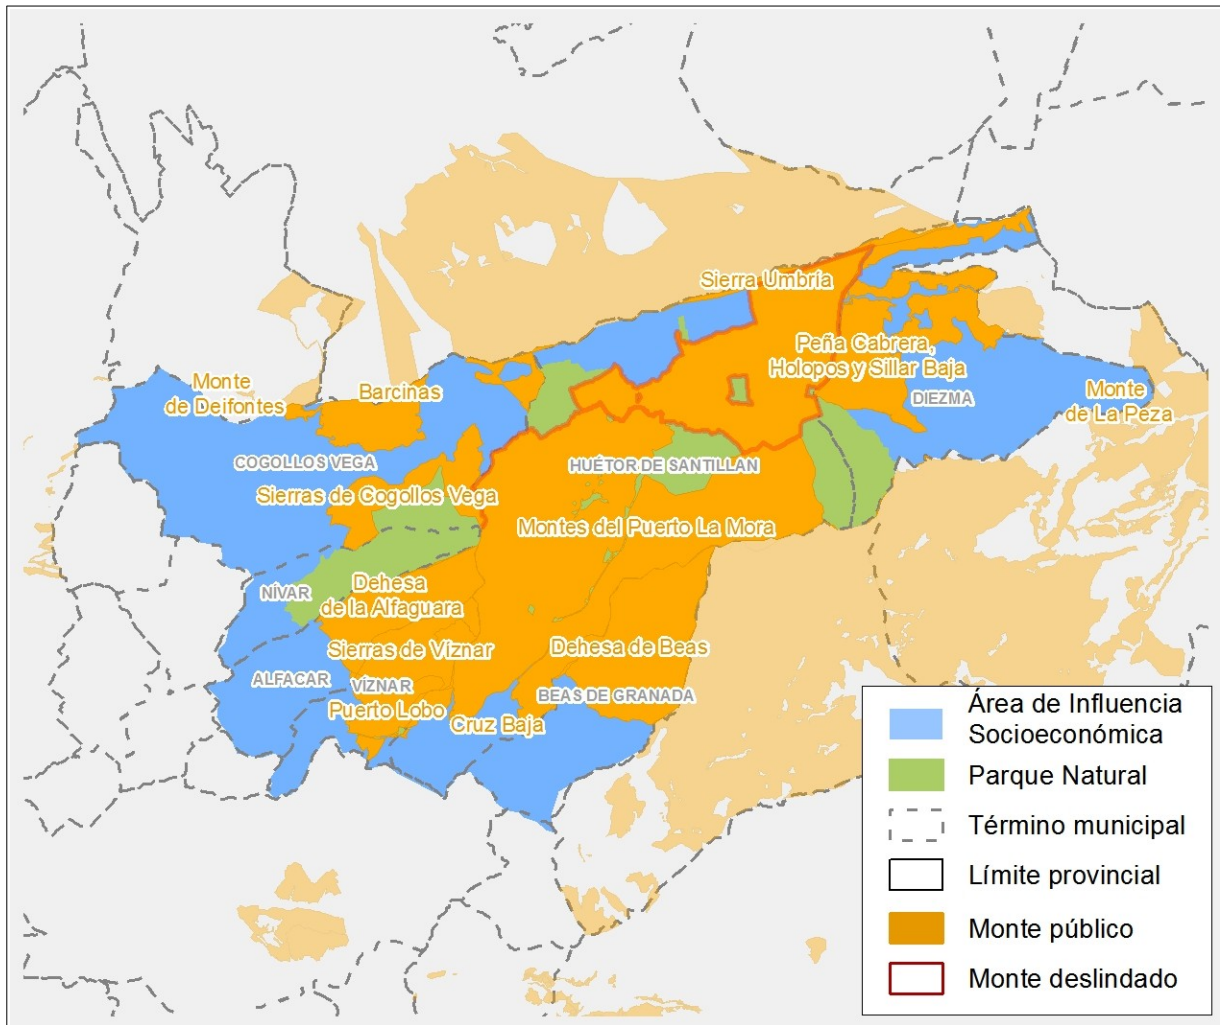 Sierra Umbría
Peña Cabrera,
Holopos y Sillar Baja
Monte
de Deifontes
Barcinas
DIEZMA
Monte
de La Peza
COGOLLOS VEGA
HUÉTOR DE SANTILLÁN
Sierras de Cogollos Vega
Montes del Puerto La Mora
NÍVAR
Dehesa
de la Alfaguara
Sierras de Víznar
Dehesa de Beas
ALFACAR
VÍZNAR
BEAS DE GRANADA
Puerto Lobo
Cruz Baja
Área de Influencia
Socioeconómica
Parque Natural
Término municipal
Límite provincial
Monte público
Monte deslindado